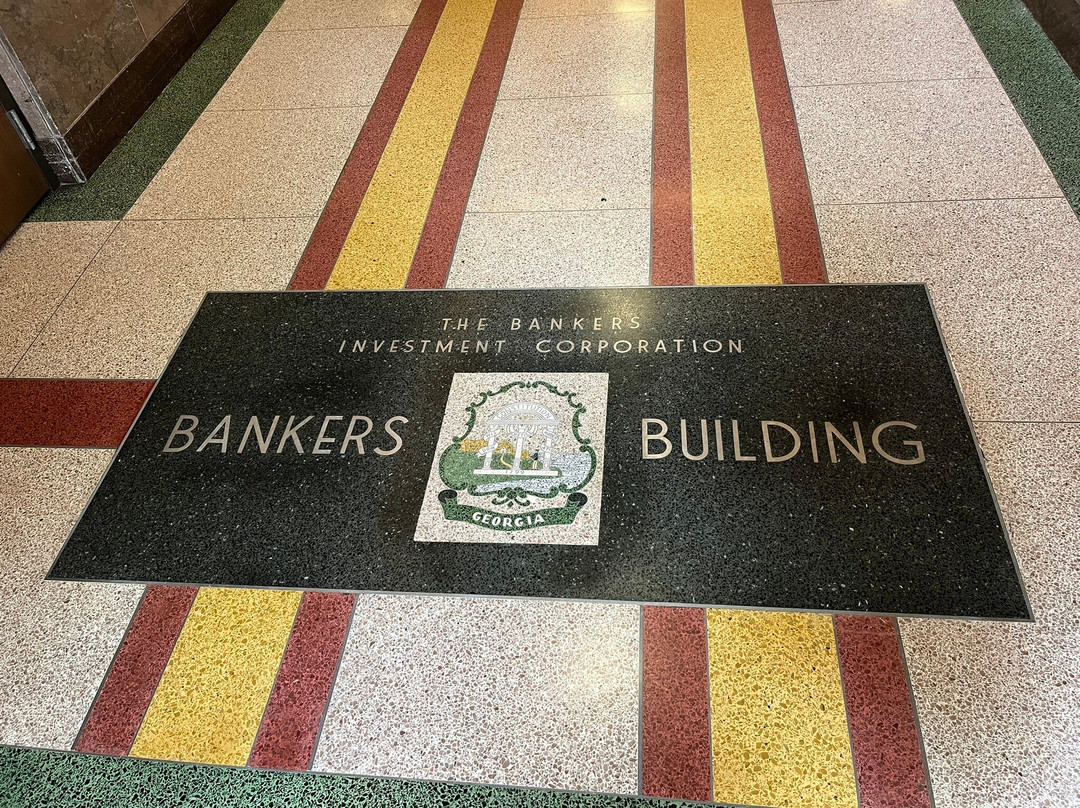 THE BANKERS
INVESTMENT CORPORATION
BANKERS BUILDING
GEORGIA